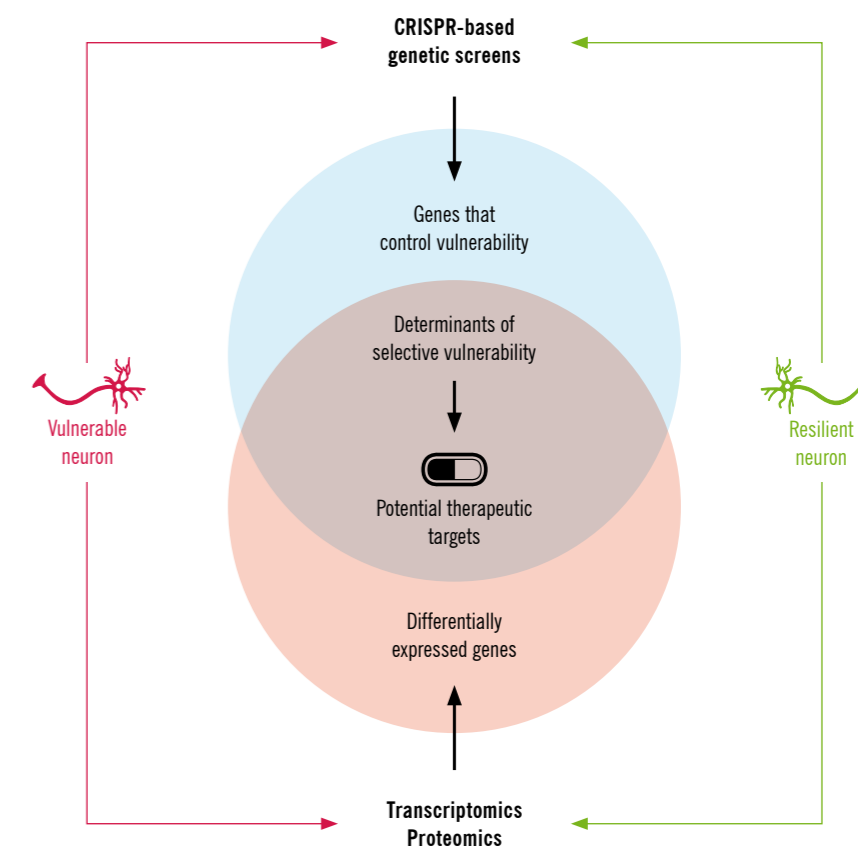 CRISPR-based
genetic screens
Genes that
control vulnerability
Determinants of
selective vulnerability
Vulnerable
neuron
Resilient
neuron
Potential therapeutic
targets
Differentially
expressed genes
Transcriptomics
Proteomics